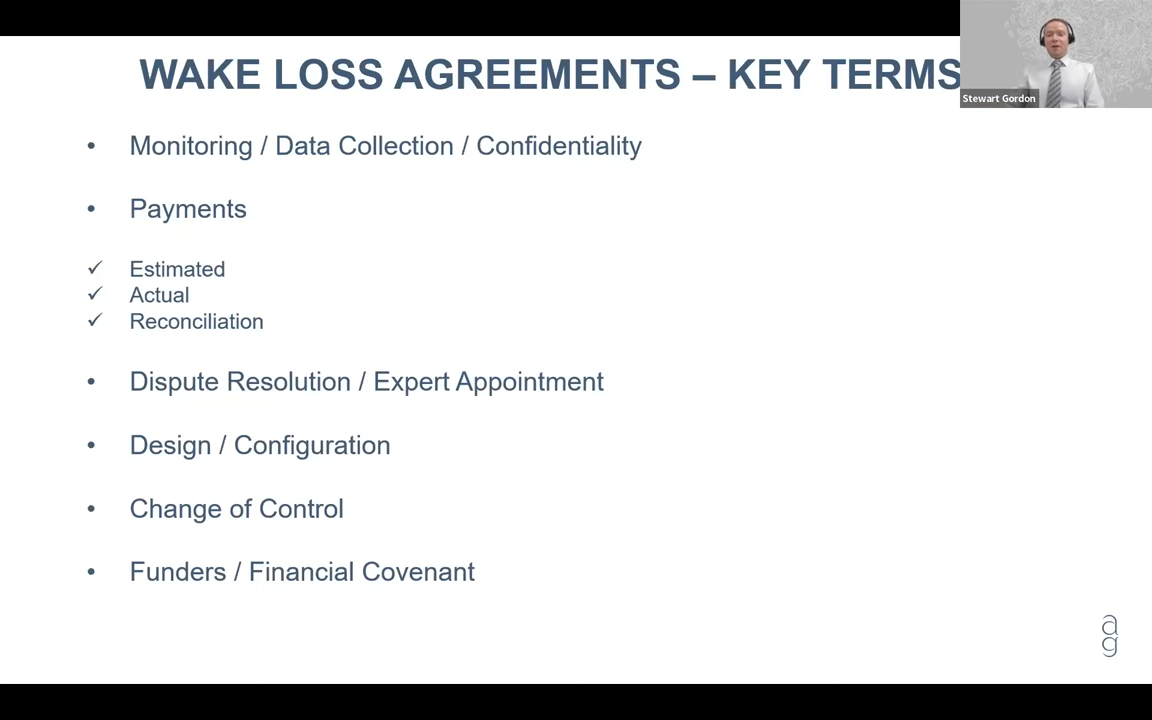 WAKE LOSS AGREEMENTS – KEY TERMS
Stewart Gordon
• Monitoring / Data Collection / Confidentiality
• Payments
✓ Estimated
✓ Actual
✓ Reconciliation
• Dispute Resolution / Expert Appointment
• Design / Configuration
• Change of Control
• Funders / Financial Covenant
ag